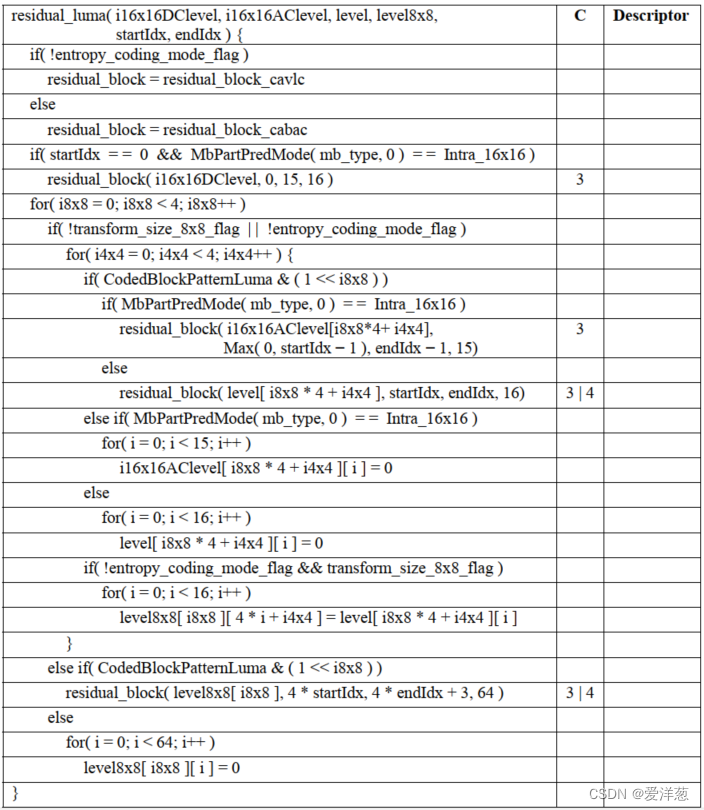 residual_luma( i16x16DClevel, i16x16AClevel, level, level8x8, C Descriptor
startIdx, endIdx ) {
if( !entropy_coding_mode_flag )
residual_block = residual_block_cavlc
else
residual_block = residual_block_cabac
if( startIdx = = 0 && MbPartPredMode( mb_type, 0 ) = = Intra_16x16 )
residual_block( i16x16DClevel, 0, 15, 16 ) 3
for( i8x8 = 0; i8x8 < 4; i8x8++ )
if( !transform_size_8x8_flag | | !entropy_coding_mode_flag )
for( i4x4 = 0; i4x4 < 4; i4x4++ ) {
if( CodedBlockPatternLuma & ( 1 << i8x8 ) )
if( MbPartPredMode( mb_type, 0 ) = = Intra_16x16 )
residual_block( i16x16AClevel[i8x8*4+ i4x4], 3
Max( 0, startIdx − 1 ), endIdx − 1, 15)
else
residual_block( level[ i8x8 * 4 + i4x4 ], startIdx, endIdx, 16) 3 | 4
else if( MbPartPredMode( mb_type, 0 ) = = Intra_16x16 )
for( i = 0; i < 15; i++ )
i16x16AClevel[ i8x8 * 4 + i4x4 ][ i ] = 0
else
for( i = 0; i < 16; i++ )
level[ i8x8 * 4 + i4x4 ][ i ] = 0
if( !entropy_coding_mode_flag && transform_size_8x8_flag )
for( i = 0; i < 16; i++ )
level8x8[ i8x8 ][ 4 * i + i4x4 ] = level[ i8x8 * 4 + i4x4 ][ i ]
}
else if( CodedBlockPatternLuma & ( 1 << i8x8 ) )
residual_block( level8x8[ i8x8 ], 4 * startIdx, 4 * endIdx + 3, 64 ) 3 | 4
else
for( i = 0; i < 64; i++ )
level8x8[ i8x8 ][ i ] = 0
}
CSDN @爱洋葱